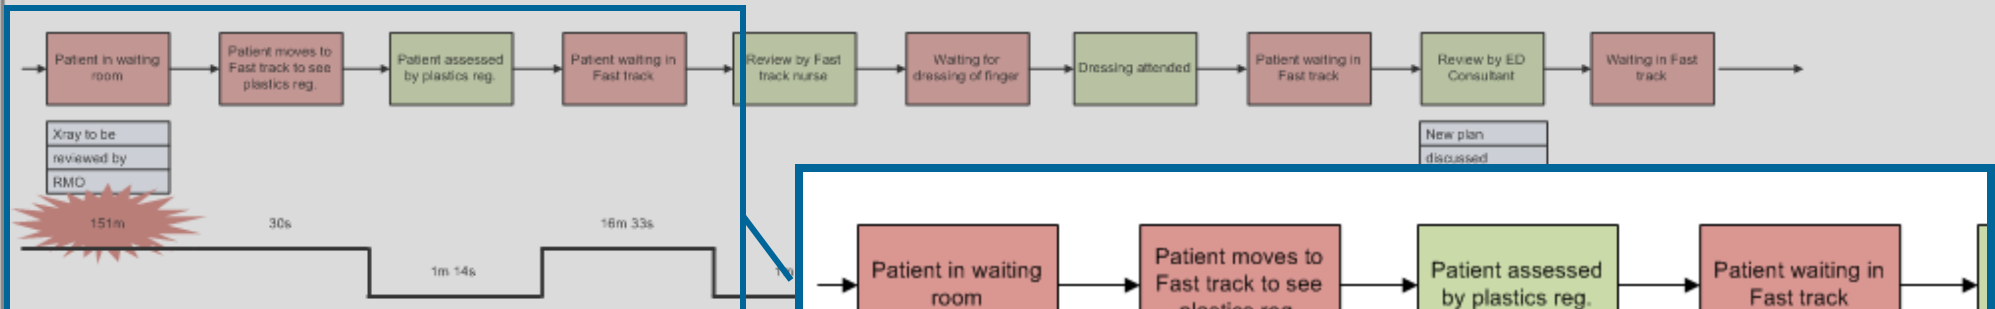 Patient in waiting
room
Patient moves to
Fast track to see
plastics reg.
Patient assessed
by plastics reg.
Patient waiting in
Fast track
Review by Fast
track nurse
Waiting for
dressing of finger
Dressing attended
Patient waiting in
Fast track
Review by ED
Consultant
Waiting in Fast
track
Xray to be
reviewed by
RMO
New plan
discussed
151m
30s
1m 14s
16m 33s
Patient in waiting
room
Patient moves to
Fast track to see
plastics reg.
Patient assessed
by plastics reg.
Patient waiting in
Fast track